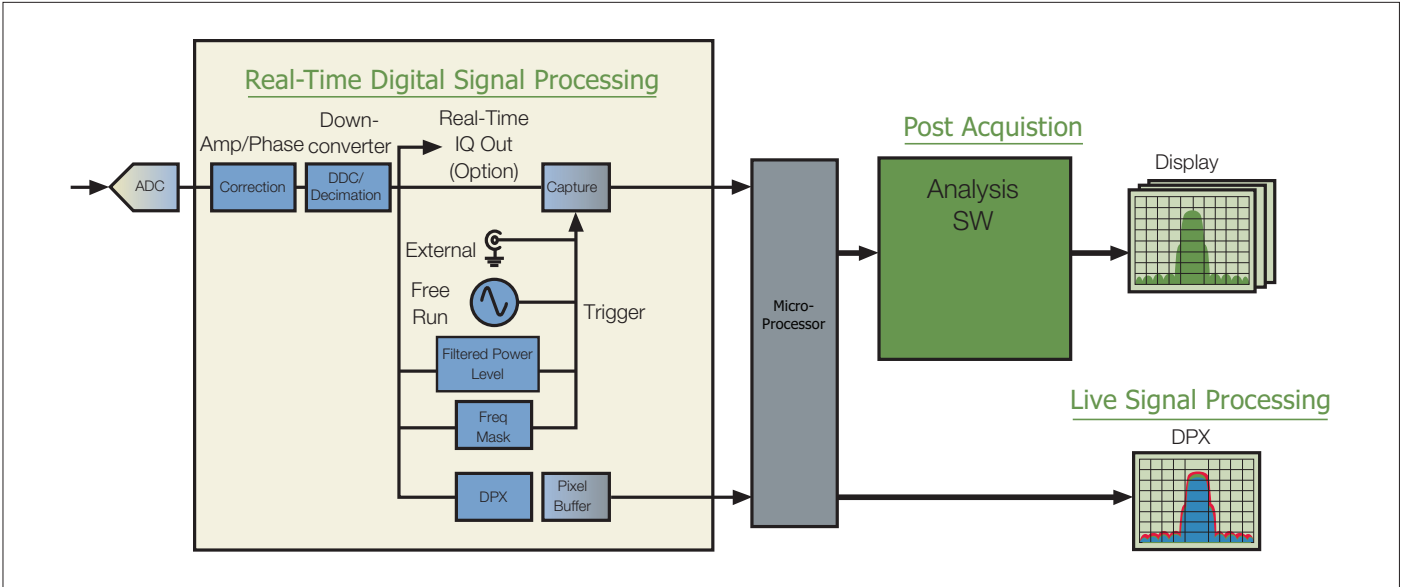 Real-Time Digital Signal Processing
Down-
converter
Amp/Phase
Real-Time
IQ Out
(Option)
ADC
Correction
DDC/
Decimation
Capture
External
Free
Run
Trigger
Filtered Power
Level
Freq
Mask
DPX
Pixel
Buffer
Micro-
Processor
Post Acquistion
Analysis
SW
Display
Live Signal Processing
DPX